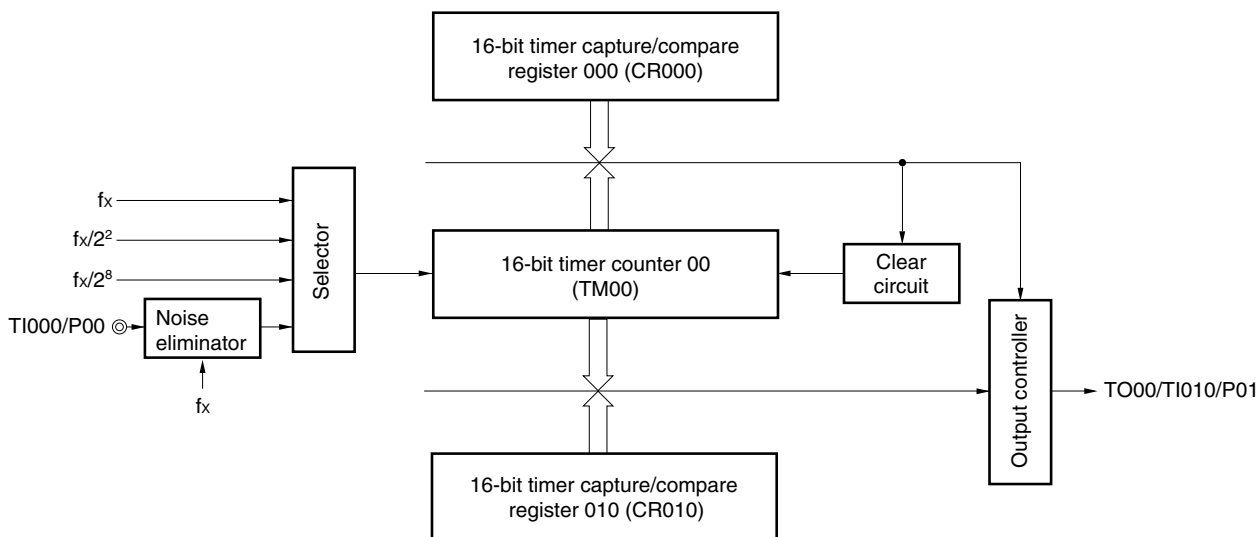 16-bit timer capture/compare
register 000 (CR000)
fX
fX/2²
fX/2⁸
TI000/P00
Noise
eliminator
fX
Selector
16-bit timer counter 00
(TM00)
Clear
circuit
Output controller
TO00/TI010/P01
16-bit timer capture/compare
register 010 (CR010)